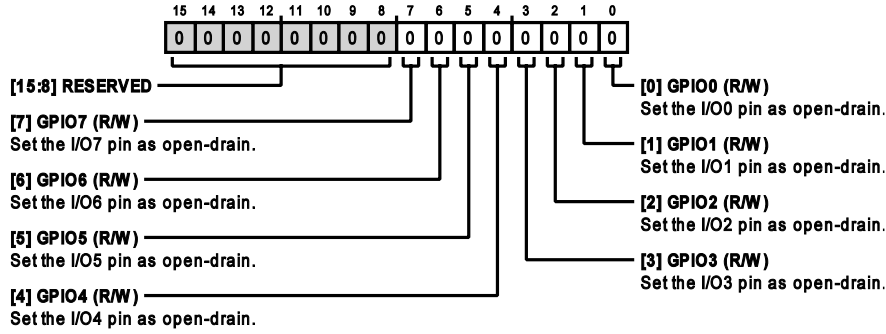 15 14 13 12 11 10 9 8 7 6 5 4 3 2 1 0
0 0 0 0 0 0 0 0 0 0 0 0 0 0 0 0
[15:8] RESERVED
[7] GPIO7 (R/W)
Set the I/O7 pin as open-drain.
[6] GPIO6 (R/W)
Set the I/O6 pin as open-drain.
[5] GPIO5 (R/W)
Set the I/O5 pin as open-drain.
[4] GPIO4 (R/W)
Set the I/O4 pin as open-drain.
[0] GPIO0 (R/W)
Set the I/O0 pin as open-drain.
[1] GPIO1 (R/W)
Set the I/O1 pin as open-drain.
[2] GPIO2 (R/W)
Set the I/O2 pin as open-drain.
[3] GPIO3 (R/W)
Set the I/O3 pin as open-drain.